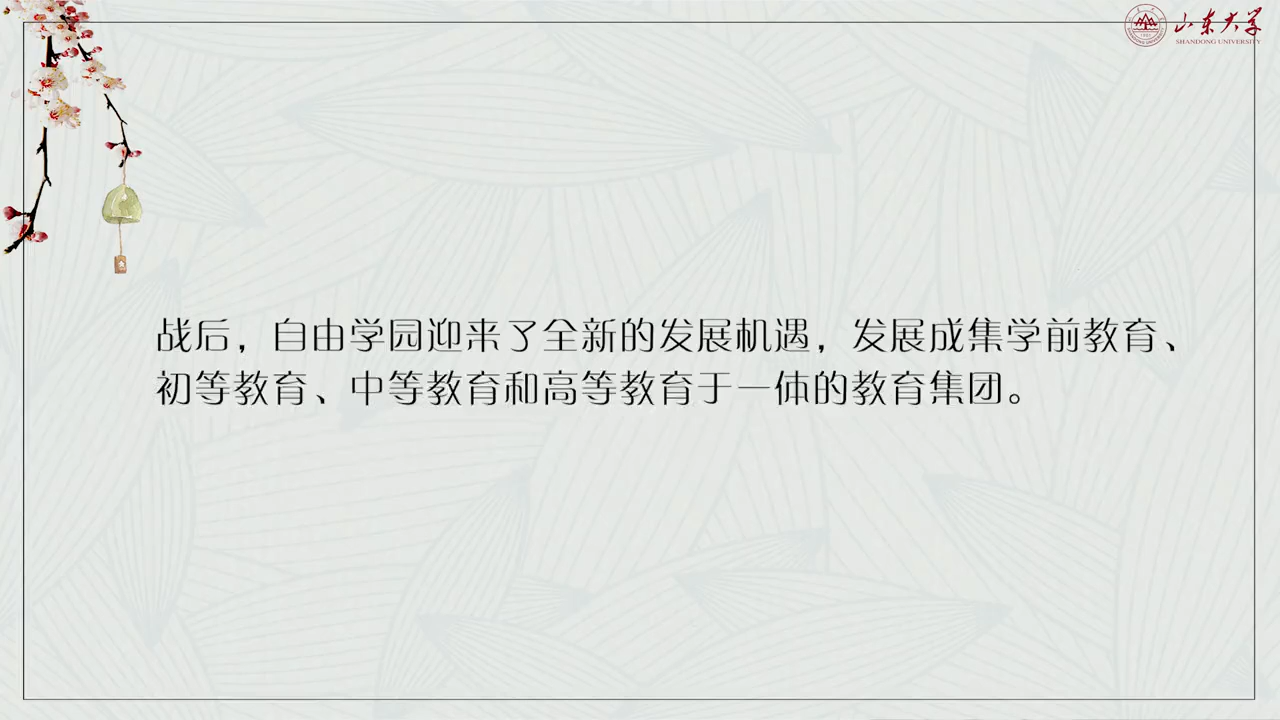 山东大学
SHANDONG UNIVERSITY
战后，自由学园迎来了全新的发展机遇，发展成集学前教育、
初等教育、中等教育和高等教育于一体的教育集团。